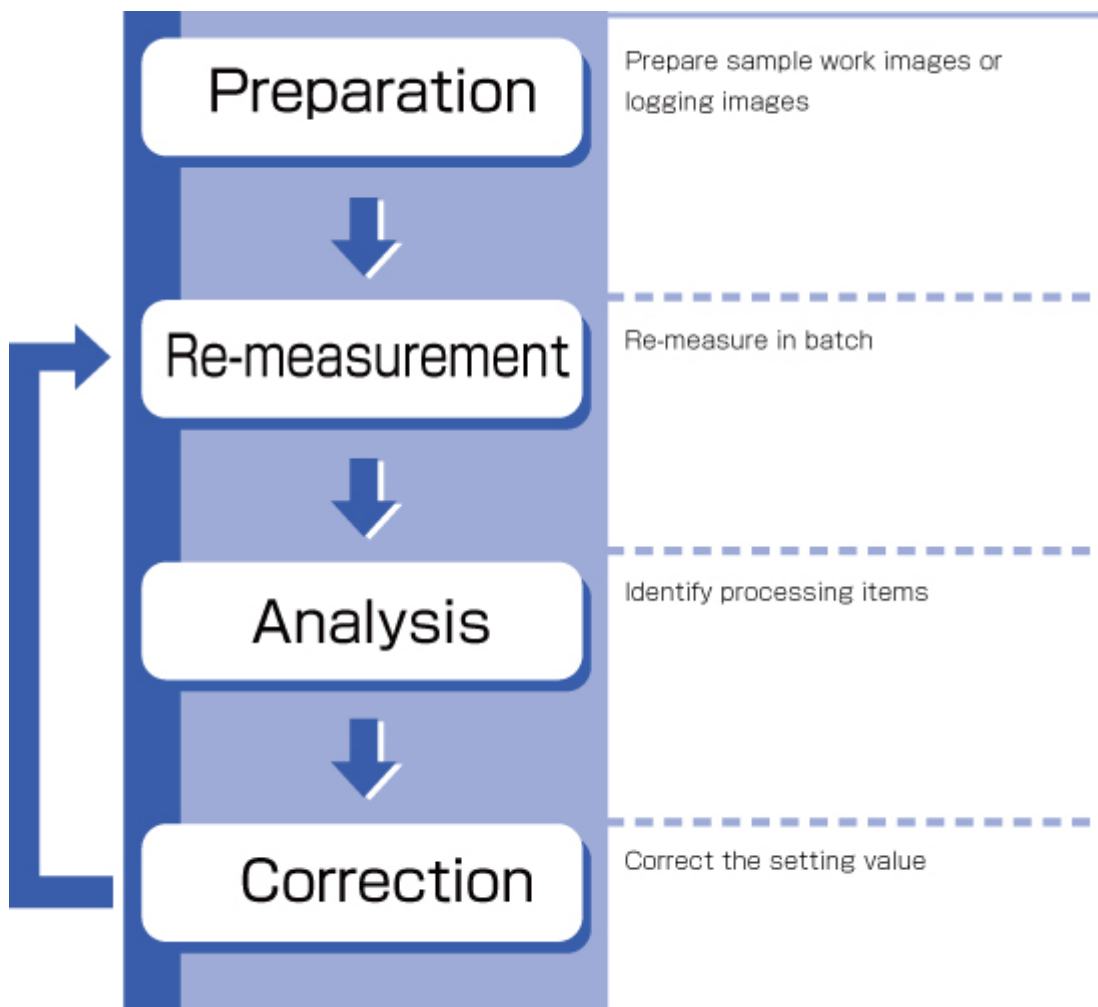 Preparation
Prepare sample work images or
logging images
Re-measurement
Re-measure in batch
Analysis
Identify processing items
Correction
Correct the setting value